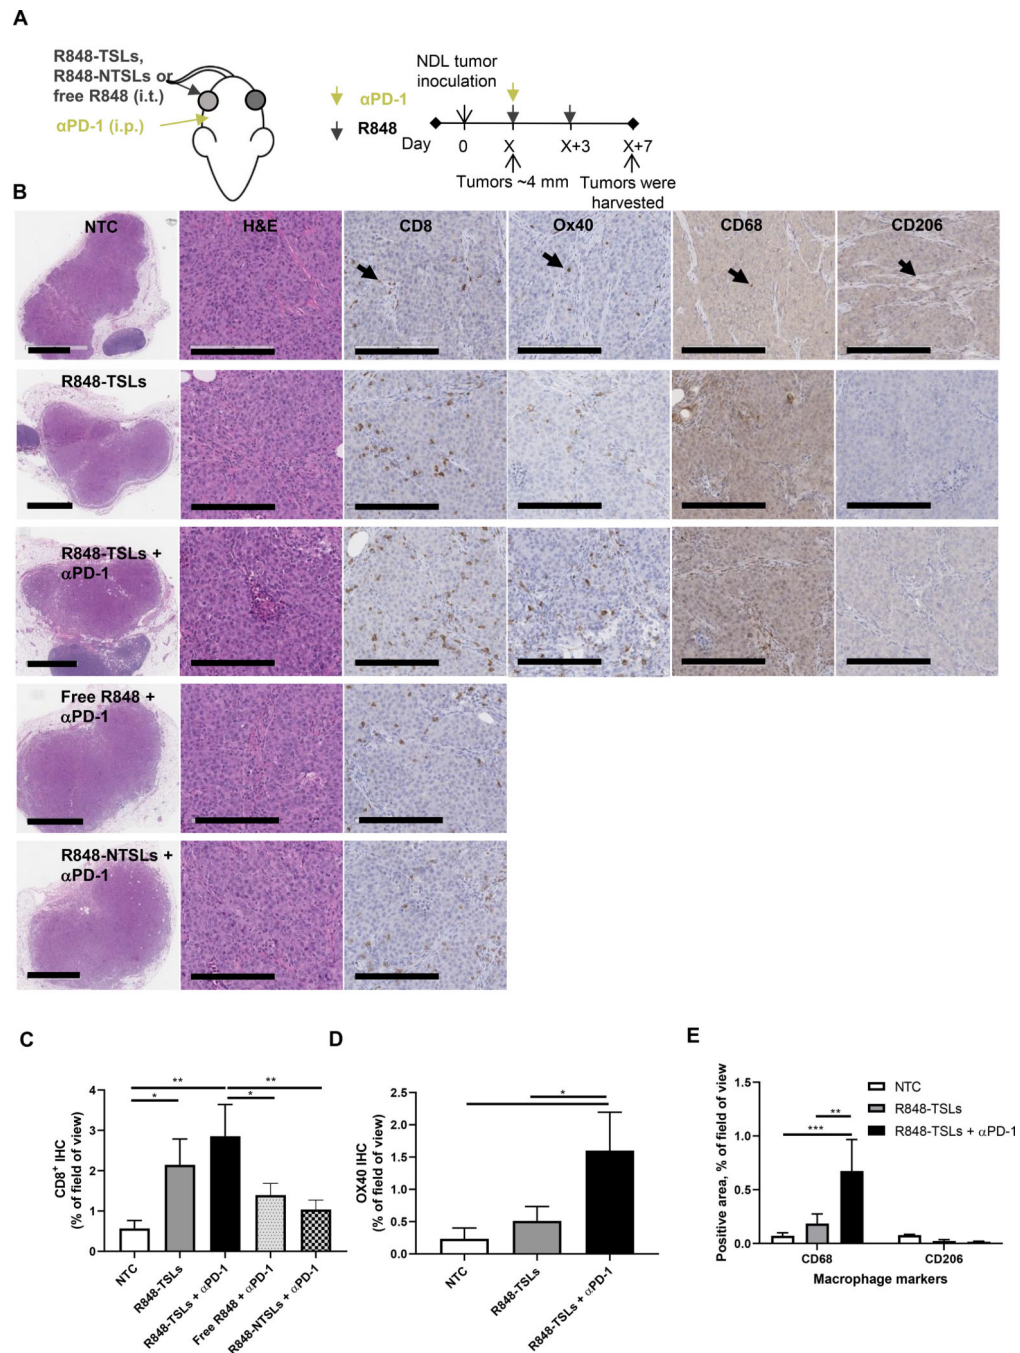 A
R848-TSLs,
R848-NTSLs or
free R848 (i.t.)
αPD-1 (i.p.)
αPD-1
R848
NDL tumor
inoculation
Day 0 X X+3 X+7
Tumors ~4 mm
Tumors were
harvested
B
NTC H&E CD8 Ox40 CD68 CD206
R848-TSLs
R848-TSLs +
αPD-1
Free R848 +
αPD-1
R848-NTSLs +
αPD-1
C
CD8+ IHC
(% of field of view)
4
3
2
1
0
** ** * *
NTC
R848-TSLs
R848-TSLs + αPD-1
Free R848 + αPD-1
R848-NTSLs + αPD-1
D
OX40 IHC
(% of field of view)
2.5
2.0
1.5
1.0
0.5
0.0
*
NTC
R848-TSLs
R848-TSLs + αPD-1
E
Positive area, % of field of view
1.5
1.0
0.5
0.0
**
***
NTC
R848-TSLs
R848-TSLs + αPD-1
CD68 CD206
Macrophage markers